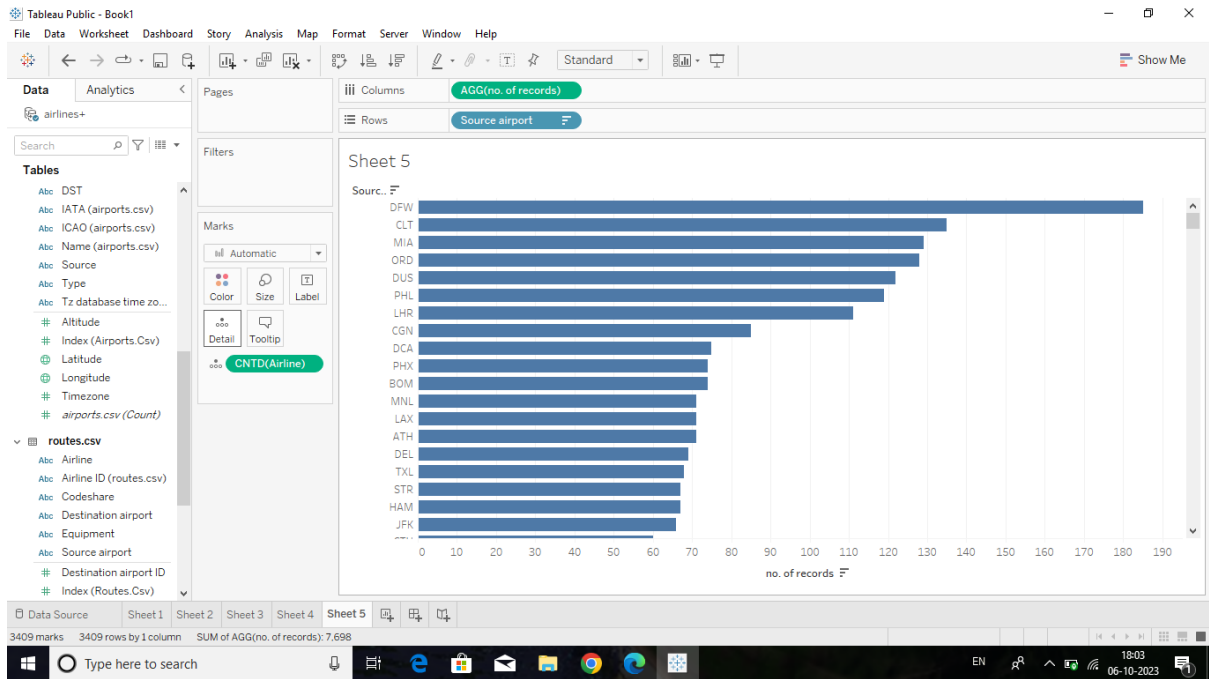 Tableau Public - Book1
File Data Worksheet Dashboard Story Analysis Map Format Server Window Help
Standard
Show Me
Data Analytics
Pages
iii Columns AGG(no. of records)
airlines+
Rows Source airport
Search
Filters
Sheet 5
Tables
Sourc..
Abc DST
Abc IATA (airports.csv)
Abc ICAO (airports.csv)
Abc Name (airports.csv)
Abc Source
Abc Type
Abc Tz database time zo...
# Altitude
# Index (Airports.Csv)
Latitude
Longitude
# Timezone
# airports.csv (Count)
routes.csv
Abc Airline
Abc Airline ID (routes.csv)
Abc Codeshare
Abc Destination airport
Abc Equipment
Abc Source airport
# Destination airport ID
# Index (Routes.Csv)
Marks
Automatic
Color Size Label
Detail Tooltip
CNTD(Airline)
DFW
CLT
MIA
ORD
DUS
PHL
LHR
CGN
DCA
PHX
BOM
MNL
LAX
ATH
DEL
TXL
STR
HAM
JFK
0 10 20 30 40 50 60 70 80 90 100 110 120 130 140 150 160 170 180 190
no. of records
Data Source Sheet 1 Sheet 2 Sheet 3 Sheet 4 Sheet 5
3409 marks 3409 rows by 1 column SUM of AGG(no. of records): 7,698
Type here to search
EN
18:03
06-10-2023
1